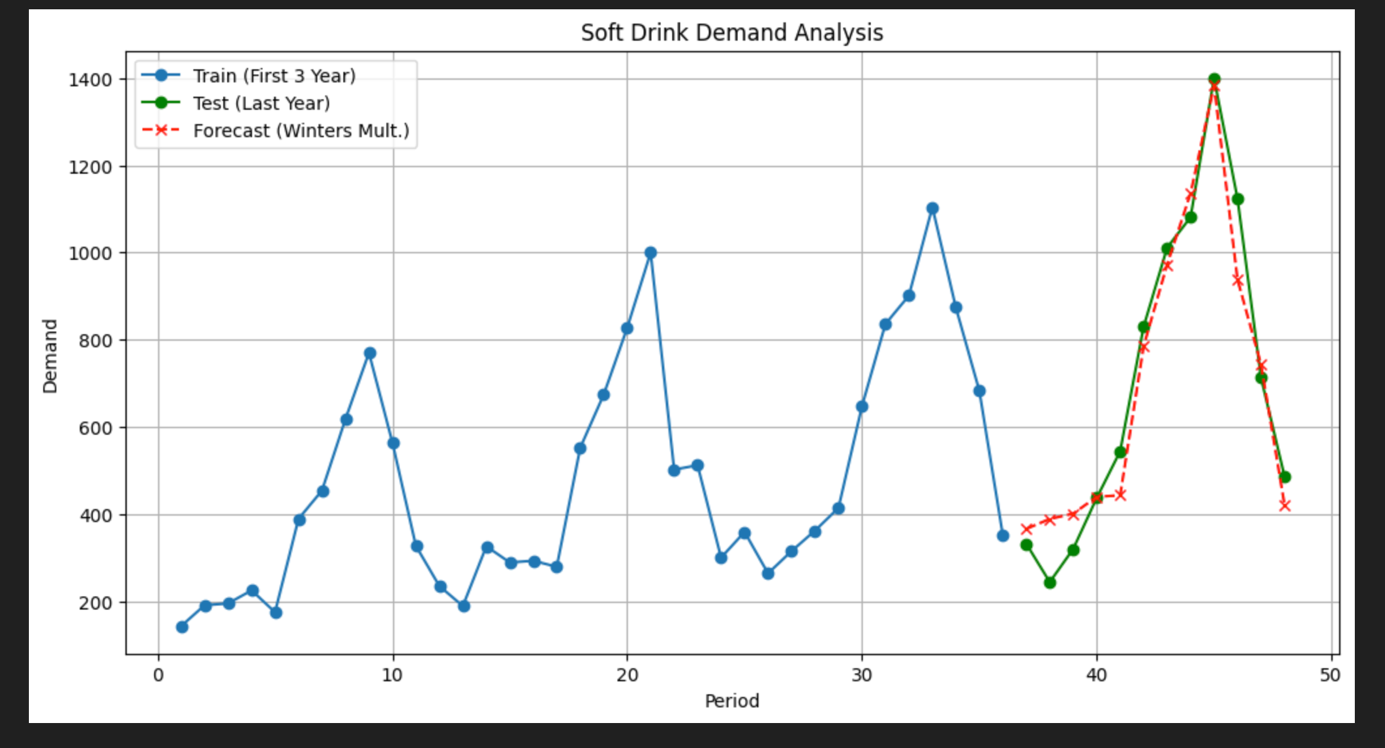 Soft Drink Demand Analysis
Train (First 3 Year)
Test (Last Year)
Forecast (Winters Mult.)
1400
1200
1000
800
600
400
200
Demand
0 10 20 30 40 50
Period